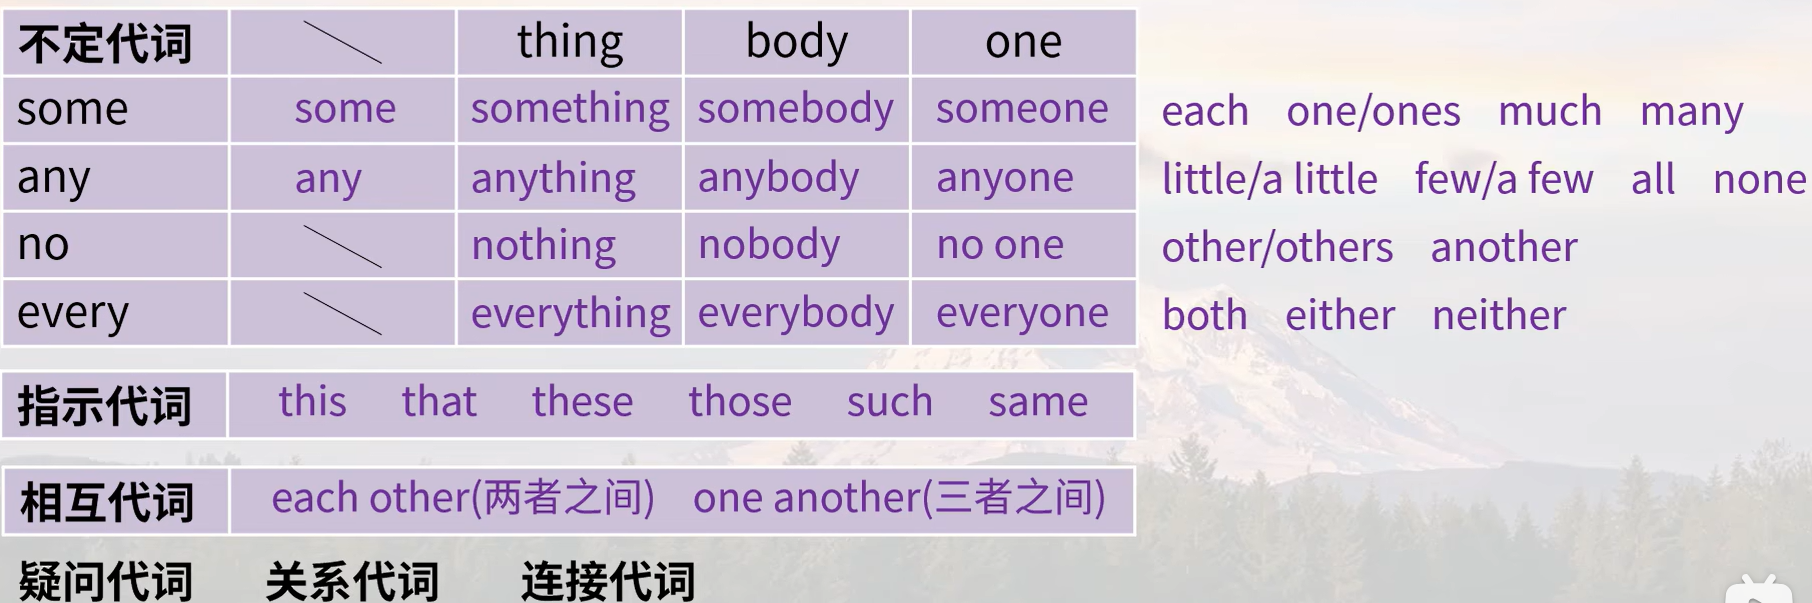 不定代词 thing body one
some some something somebody someone each one/ones much many
any any anything anybody anyone little/a little few/a few all none
no nothing nobody no one other/others another
every everything everybody everyone both either neither
指示代词 this that these those such same
相互代词 each other(两者之间) one another(三者之间)
疑问代词 关系代词 连接代词